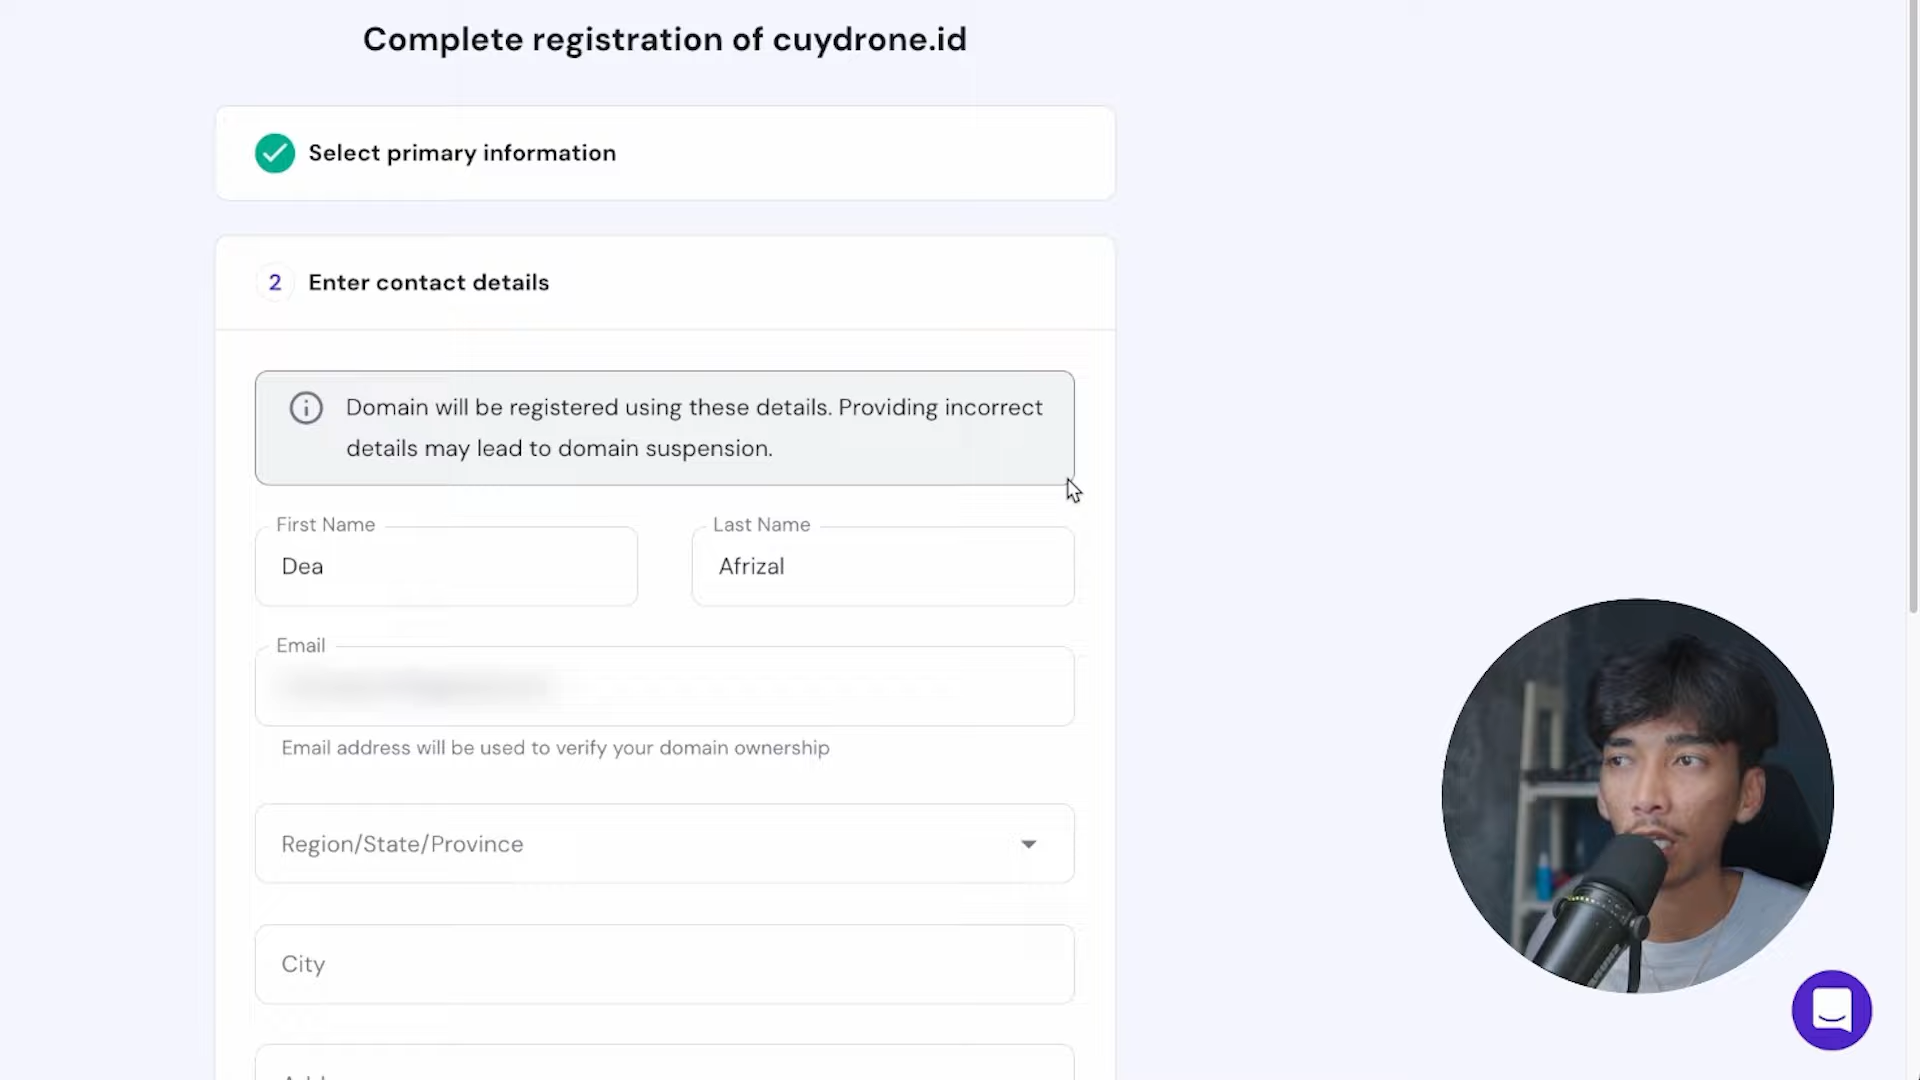 Complete registration of cuydrone.id
Select primary information
2 Enter contact details
Domain will be registered using these details. Providing incorrect
details may lead to domain suspension.
First Name
Dea
Last Name
Afrizal
Email
Email address will be used to verify your domain ownership
Region/State/Province
City